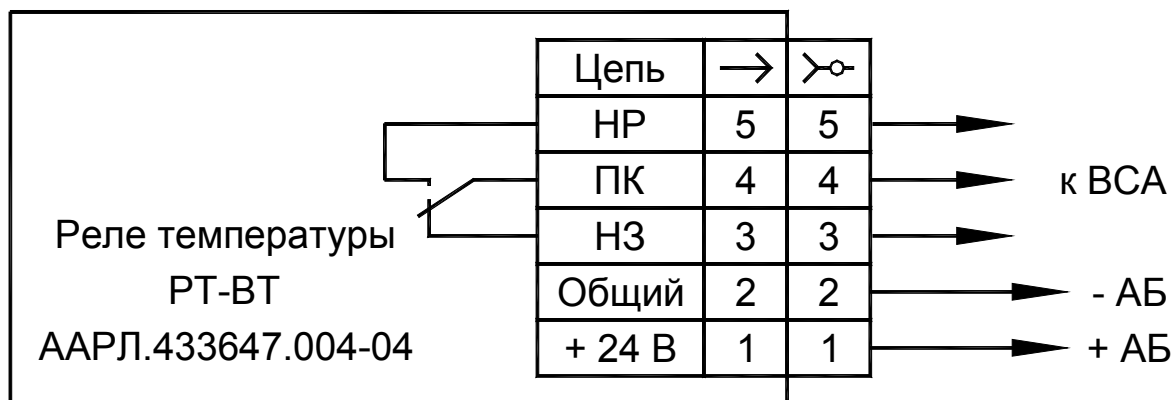 Цепь
НР 5 5
ПК 4 4 к ВСА
НЗ 3 3
Общий 2 2 - АБ
+ 24 В 1 1 + АБ
Реле температуры
РТ-ВТ
ААРЛ.433647.004-04